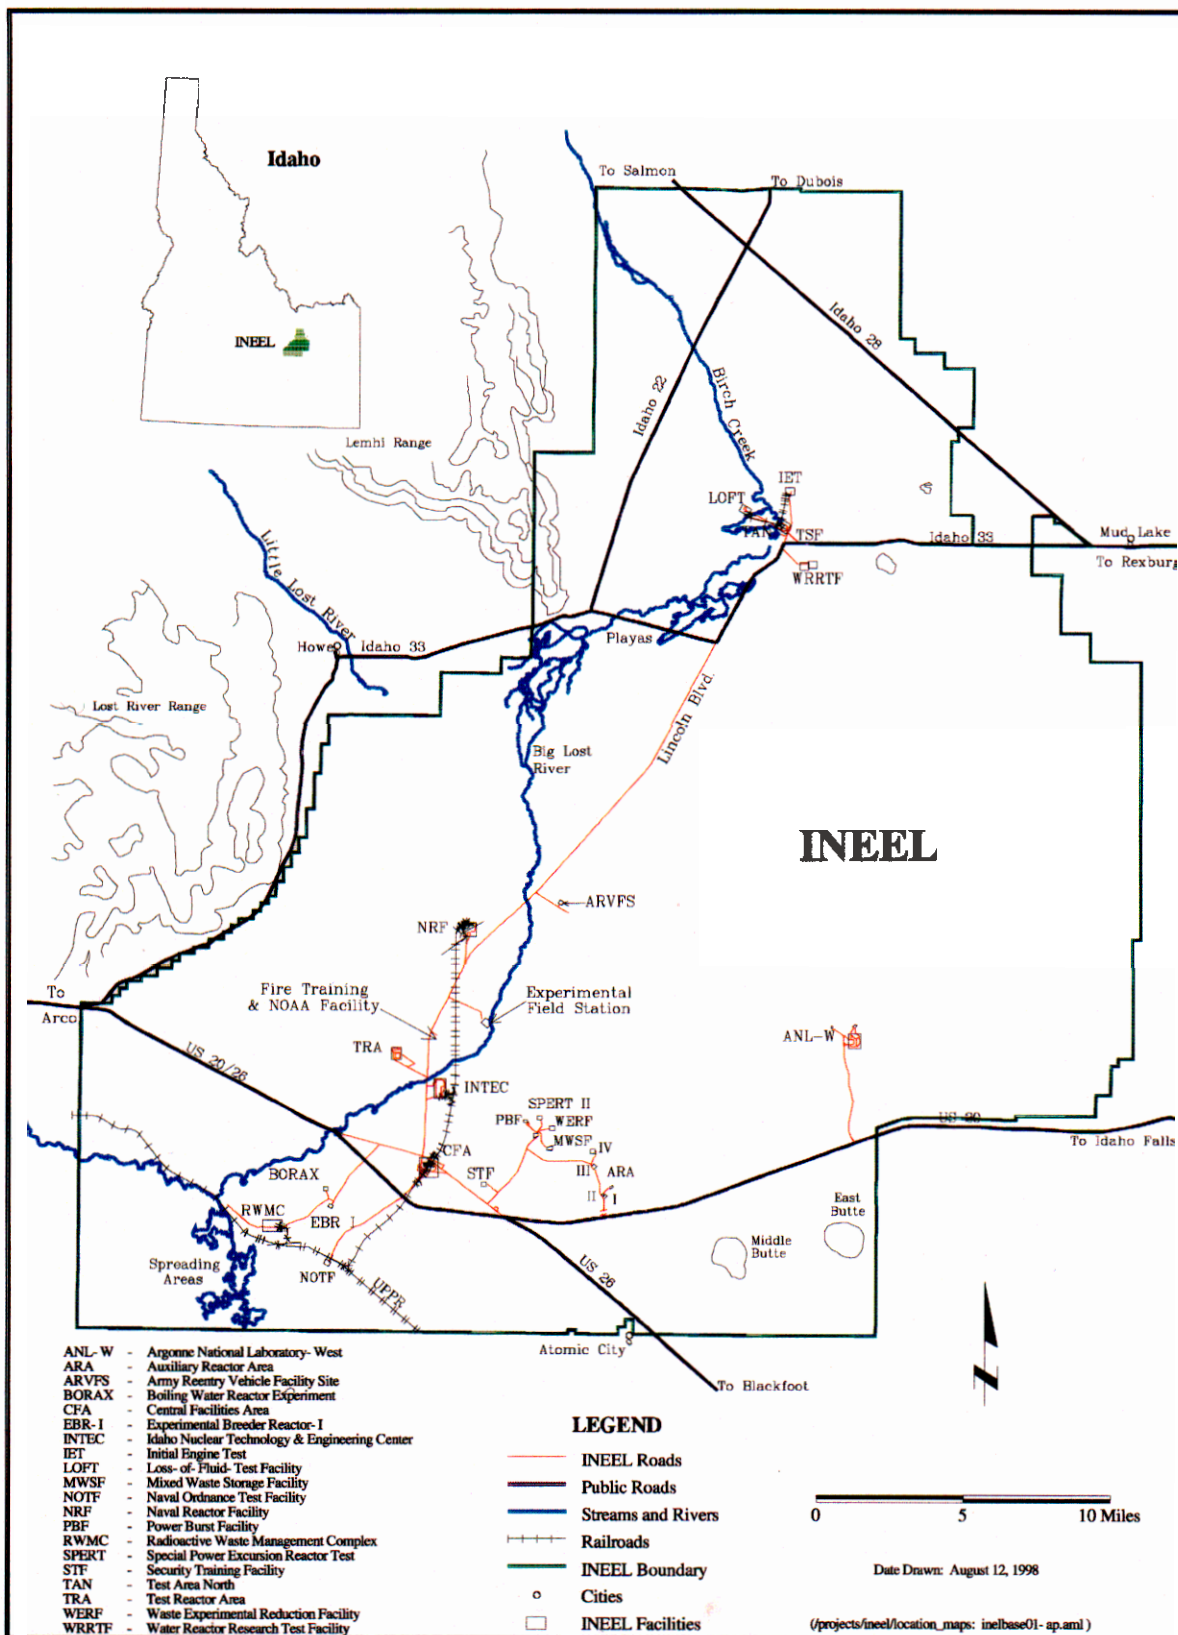 Idaho
INEEL
To Salmon
To Dubois
Idaho 28
Idaho 22
Birch Creek
Lemhi Range
IET
LOFT
TAN
TSF
Idaho 33
Mud Lake
To Rexburg
WRRTF
Little Lost River
Howe
Idaho 33
Playas
Lincoln Blvd.
Lost River Range
Big Lost
River
INEEL
ARVFS
NRF
To
Arco
Fire Training
& NOAA Facility
Experimental
Field Station
US 20/26
TRA
ANL-W
INTEC
SPERT II
PBF
WERF
MWSF
US 20
To Idaho Falls
CFA
IV
III
ARA
II
I
STF
BORAX
RWMC
EBR I
East
Butte
Middle
Butte
Spreading
Areas
NOTF
UPPR
US 26
Atomic City
To Blackfoot
ANL- W - Argonne National Laboratory- West
ARA - Auxiliary Reactor Area
ARVFS - Army Reentry Vehicle Facility Site
BORAX - Boiling Water Reactor Experiment
CFA - Central Facilities Area
EBR- I - Experimental Breeder Reactor- I
INTEC - Idaho Nuclear Technology & Engineering Center
IET - Initial Engine Test
LOFT - Loss- of- Fluid- Test Facility
MWSF - Mixed Waste Storage Facility
NOTF - Naval Ordnance Test Facility
NRF - Naval Reactor Facility
PBF - Power Burst Facility
RWMC - Radioactive Waste Management Complex
SPERT - Special Power Excursion Reactor Test
STF - Security Training Facility
TAN - Test Area North
TRA - Test Reactor Area
WERF - Waste Experimental Reduction Facility
WRRTF - Water Reactor Research Test Facility
LEGEND
INEEL Roads
Public Roads
Streams and Rivers
Railroads
INEEL Boundary
Cities
INEEL Facilities
0 5 10 Miles
Date Drawn: August 12, 1998
(/projects/ineel/location_maps: inelbase01- ap.aml )